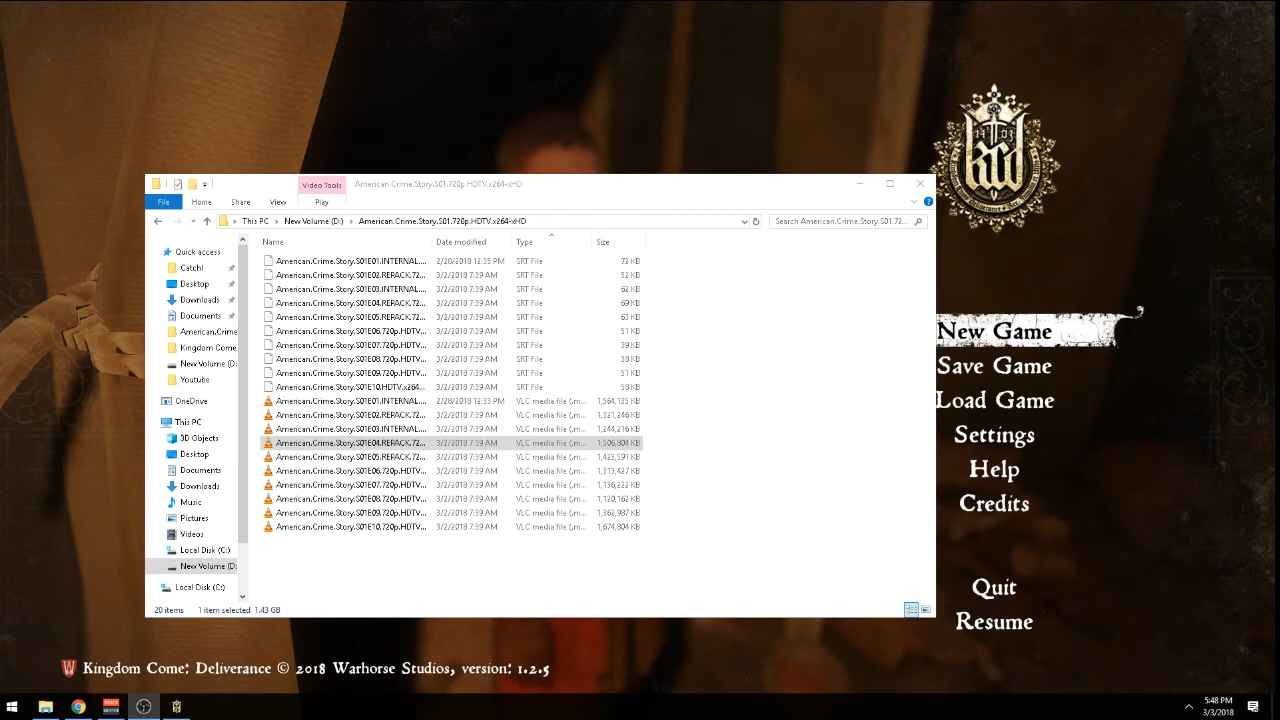 American.Crime.Story.S01.720p.HDTV.x264-xHD
Video Tools
File Home Share View Play
This PC New Volume (D:) American.Crime.Story.S01.720p.HDTV.x264-xHD
Search American.Crime.Story.S01.72...
Name Date modified Type Size
Quick access
Catch!
Desktop
Downloads
Documents
American.Crime
Kingdom Come
New Volume (D:
Youtube
OneDrive
This PC
3D Objects
Desktop
Documents
Downloads
Music
Pictures
Videos
Local Disk (C:)
New Volume (D:
Local Disk (C:)
American.Crime.Story.S01E01.INTERNAL.... 2/28/2018 12:35 PM SRT File 72 KB
American.Crime.Story.S01E02.REPACK.72... 3/2/2018 7:39 AM SRT File 52 KB
American.Crime.Story.S01E03.INTERNAL.... 3/2/2018 7:39 AM SRT File 62 KB
American.Crime.Story.S01E04.REPACK.72... 3/2/2018 7:39 AM SRT File 69 KB
American.Crime.Story.S01E05.REPACK.72... 3/2/2018 7:39 AM SRT File 63 KB
American.Crime.Story.S01E06.720p.HDTV... 3/2/2018 7:39 AM SRT File 51 KB
American.Crime.Story.S01E07.720p.HDTV... 3/2/2018 7:39 AM SRT File 39 KB
American.Crime.Story.S01E08.720p.HDTV... 3/2/2018 7:39 AM SRT File 38 KB
American.Crime.Story.S01E09.720p.HDTV... 3/2/2018 7:39 AM SRT File 51 KB
American.Crime.Story.S01E10.HDTV.x264... 3/2/2018 7:39 AM SRT File 58 KB
American.Crime.Story.S01E01.INTERNAL.... 2/28/2018 12:33 PM VLC media file (.m... 1,564,135 KB
American.Crime.Story.S01E02.REPACK.72... 3/2/2018 7:39 AM VLC media file (.m... 1,321,246 KB
American.Crime.Story.S01E03.INTERNAL.... 3/2/2018 7:39 AM VLC media file (.m... 1,244,216 KB
American.Crime.Story.S01E04.REPACK.72... 3/2/2018 7:39 AM VLC media file (.m... 1,506,804 KB
American.Crime.Story.S01E05.REPACK.72... 3/2/2018 7:39 AM VLC media file (.m... 1,423,591 KB
American.Crime.Story.S01E06.720p.HDTV... 3/2/2018 7:39 AM VLC media file (.m... 1,313,427 KB
American.Crime.Story.S01E07.720p.HDTV... 3/2/2018 7:39 AM VLC media file (.m... 1,136,222 KB
American.Crime.Story.S01E08.720p.HDTV... 3/2/2018 7:39 AM VLC media file (.m... 1,120,162 KB
American.Crime.Story.S01E09.720p.HDTV... 3/2/2018 7:39 AM VLC media file (.m... 1,362,987 KB
American.Crime.Story.S01E10.720p.HDTV... 3/2/2018 7:39 AM VLC media file (.m... 1,674,804 KB
20 items 1 item selected 1.43 GB
14 03
kcd
New Game
Save Game
Load Game
Settings
Help
Credits
Quit
Resume
Kingdom Come: Deliverance © 2018 Warhorse Studios, version: 1.2.5
5:48 PM
3/3/2018